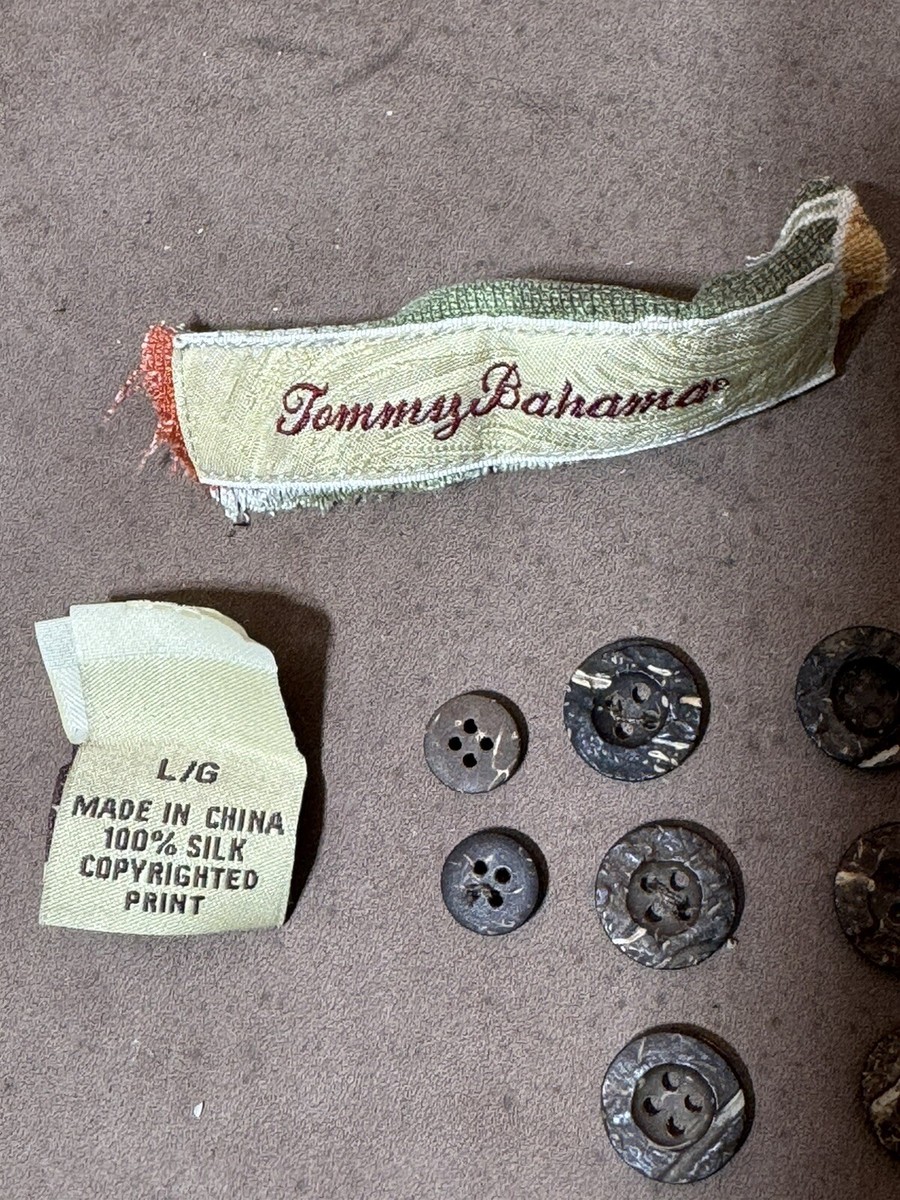 Tommy Bahama®
L/G
MADE IN CHINA
100% SILK
COPYRIGHTED
PRINT